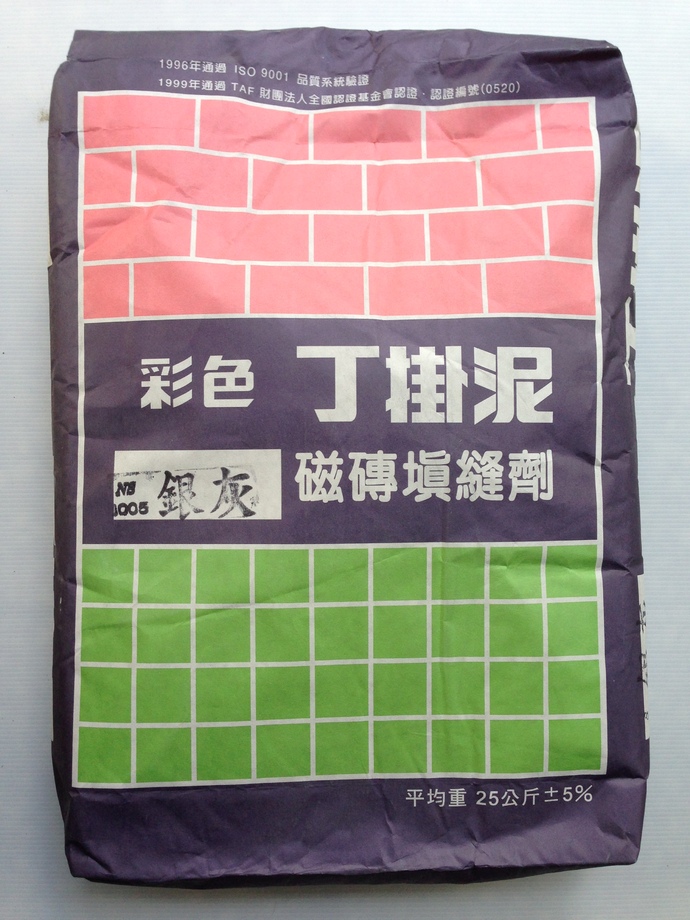 1996年通過 ISO 9001 品質系統驗證
1999年通過 TAF 財團法人全國認證基金會認證．認證編號(0520)
彩色 丁掛泥
銀灰
磁磚填縫劑
平均重 25公斤±5%